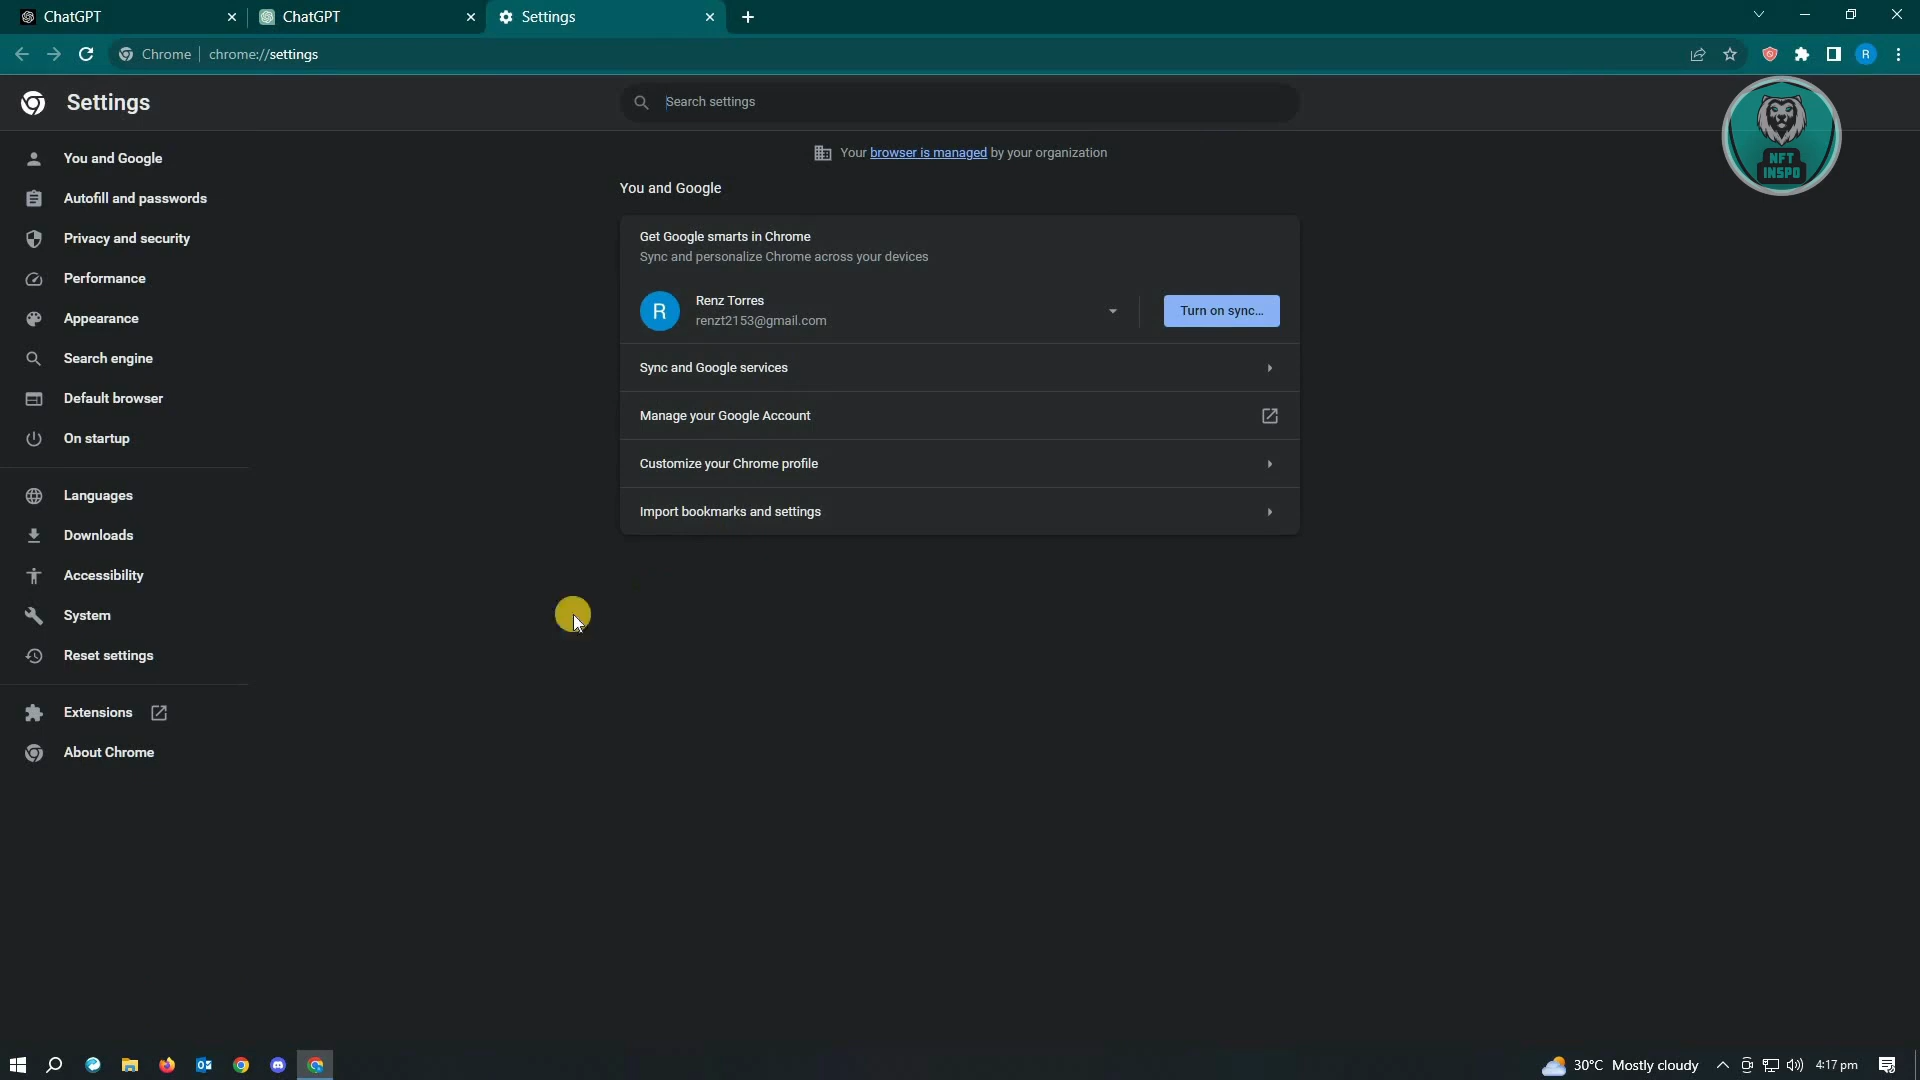 ChatGPT
ChatGPT
Settings
Chrome
chrome://settings
R
Settings
Search settings
NFT
INSPO
You and Google
Autofill and passwords
Privacy and security
Performance
Appearance
Search engine
Default browser
On startup
Languages
Downloads
Accessibility
System
Reset settings
Extensions
About Chrome
Your browser is managed by your organization
You and Google
Get Google smarts in Chrome
Sync and personalize Chrome across your devices
R
Renz Torres
renzt2153@gmail.com
Turn on sync...
Sync and Google services
Manage your Google Account
Customize your Chrome profile
Import bookmarks and settings
30°C Mostly cloudy
4:17 pm